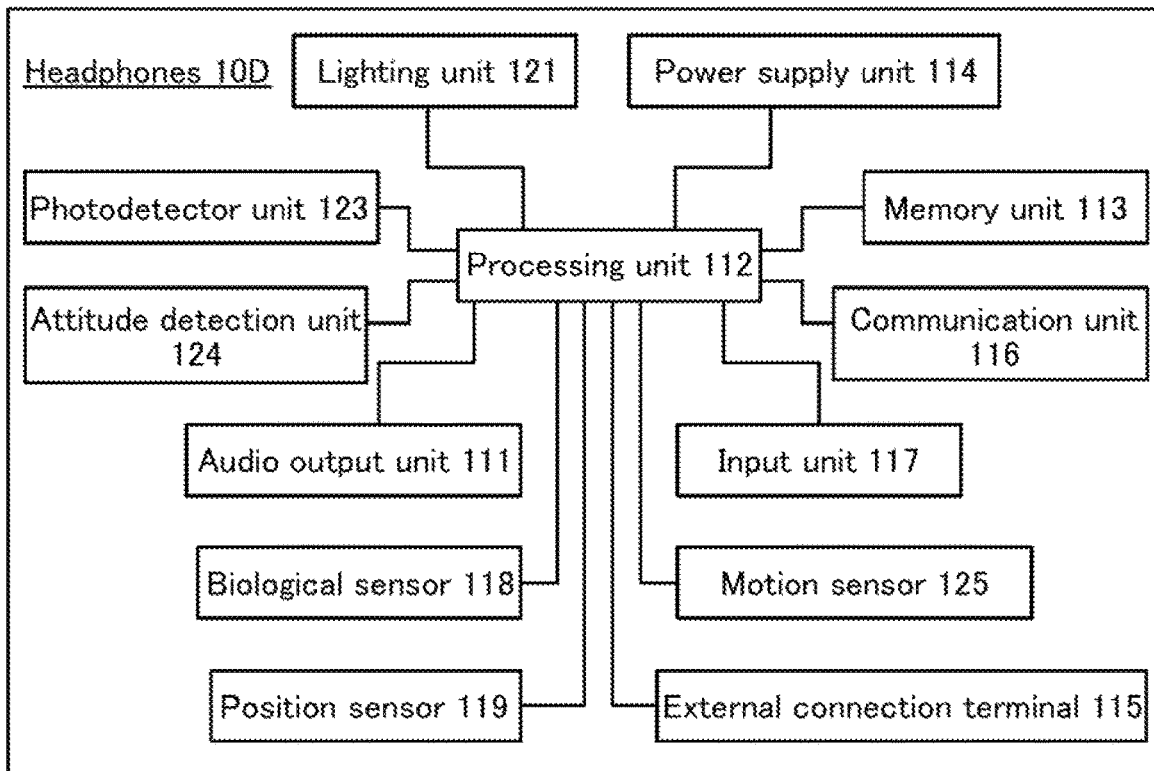 Headphones 10D
Lighting unit 121
Power supply unit 114
Photodetector unit 123
Memory unit 113
Processing unit 112
Attitude detection unit
124
Communication unit
116
Audio output unit 111
Input unit 117
Biological sensor 118
Motion sensor 125
Position sensor 119
External connection terminal 115